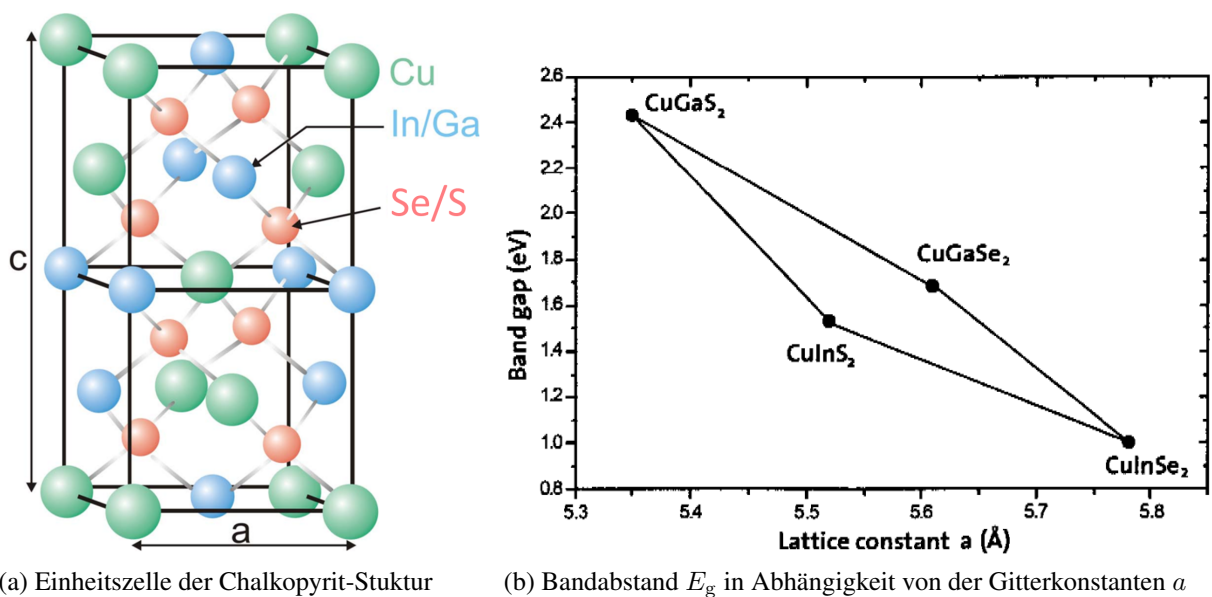 Cu
In/Ga
Se/S
c
a
Band gap (eV)
2.6
2.4
2.2
2.0
1.8
1.6
1.4
1.2
1.0
0.8
CuGaS₂
CuGaSe₂
CuInS₂
CuInSe₂
5.3 5.4 5.5 5.6 5.7 5.8
Lattice constant a (Å)
(a) Einheitszelle der Chalkopyrit-Stuktur
(b) Bandabstand E_g in Abhängigkeit von der Gitterkonstanten a